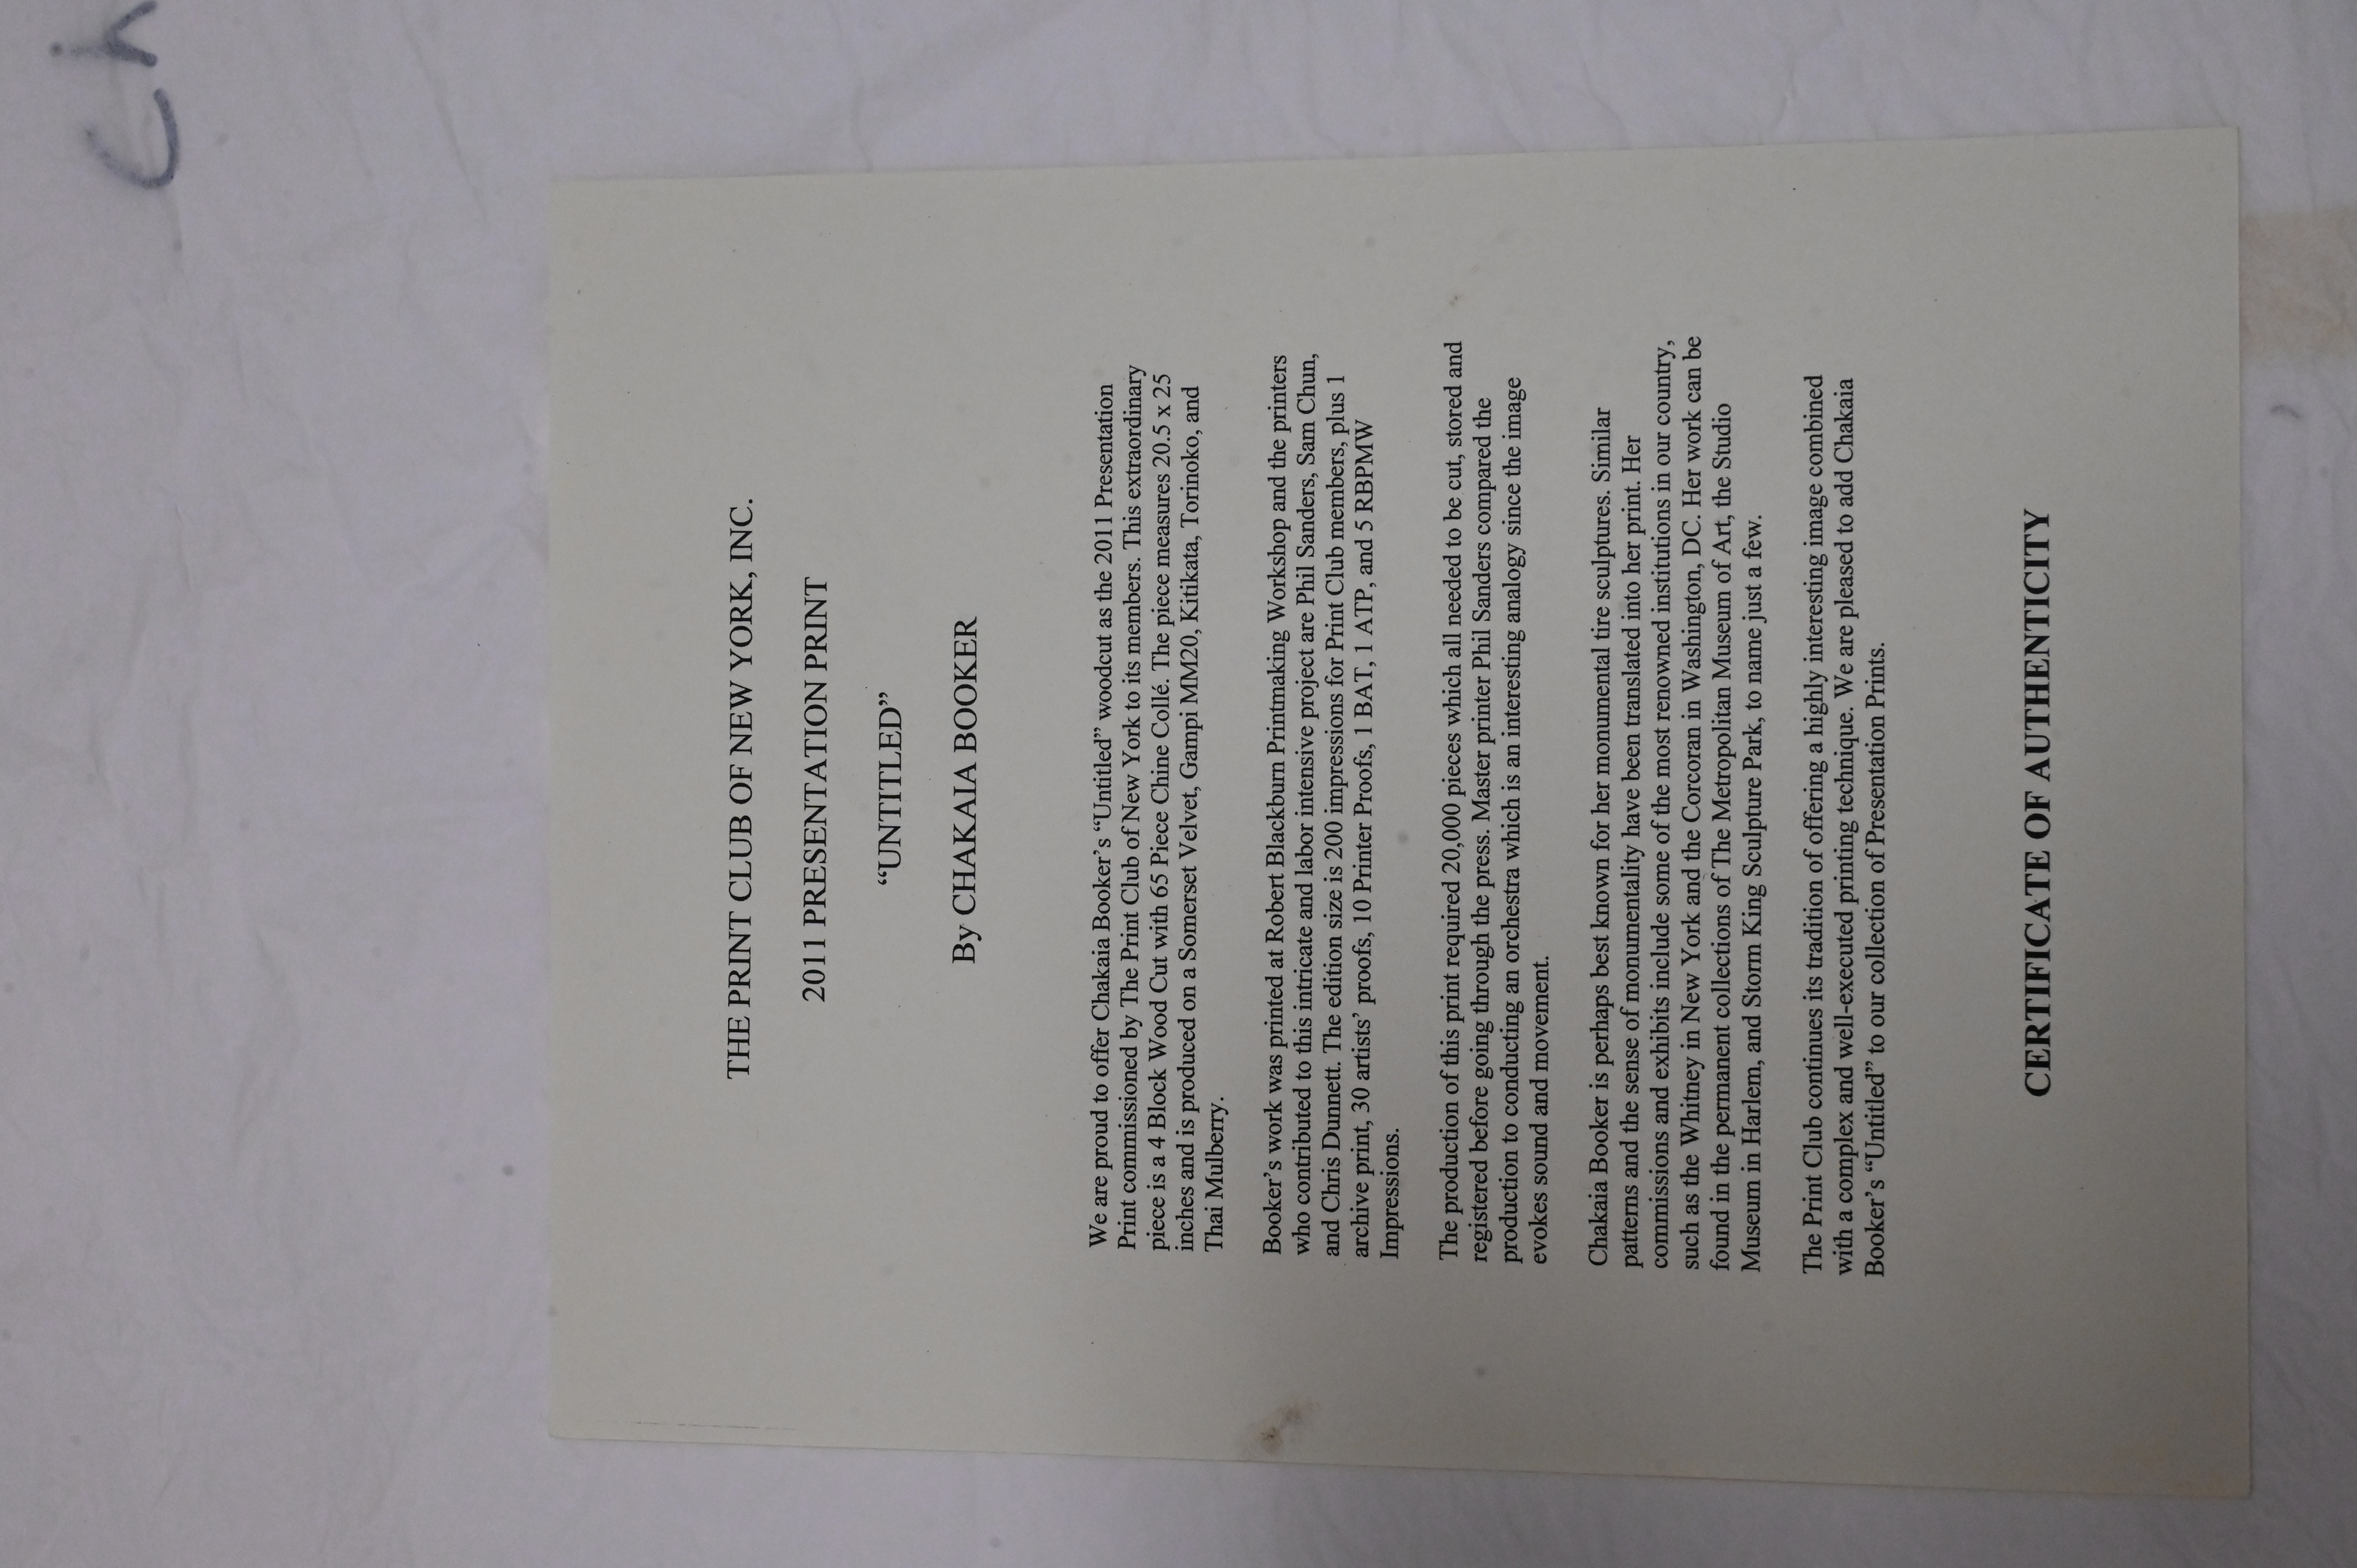 THE PRINT CLUB OF NEW YORK, INC.
2011 PRESENTATION PRINT
“UNTITLED”
By CHAKAIA BOOKER
We are proud to offer Chakaia Booker’s “Untitled” woodcut as the 2011 Presentation
Print commissioned by The Print Club of New York to its members. This extraordinary
piece is a 4 Block Wood Cut with 65 Piece Chine Collé. The piece measures 20.5 x 25
inches and is produced on a Somerset Velvet, Gampi MM20, Kitikata, Torinoko, and
Thai Mulberry.
Booker’s work was printed at Robert Blackburn Printmaking Workshop and the printers
who contributed to this intricate and labor intensive project are Phil Sanders, Sam Chun,
and Chris Dunnett. The edition size is 200 impressions for Print Club members, plus 1
archive print, 30 artists’ proofs, 10 Printer Proofs, 1 BAT, 1 ATP, and 5 RBPMW
Impressions.
The production of this print required 20,000 pieces which all needed to be cut, stored and
registered before going through the press. Master printer Phil Sanders compared the
production to conducting an orchestra which is an interesting analogy since the image
evokes sound and movement.
Chakaia Booker is perhaps best known for her monumental tire sculptures. Similar
patterns and the sense of monumentality have been translated into her print. Her
commissions and exhibits include some of the most renowned institutions in our country,
such as the Whitney in New York and the Corcoran in Washington, DC. Her work can be
found in the permanent collections of The Metropolitan Museum of Art, the Studio
Museum in Harlem, and Storm King Sculpture Park, to name just a few.
The Print Club continues its tradition of offering a highly interesting image combined
with a complex and well-executed printing technique. We are pleased to add Chakaia
Booker’s “Untitled” to our collection of Presentation Prints.
CERTIFICATE OF AUTHENTICITY